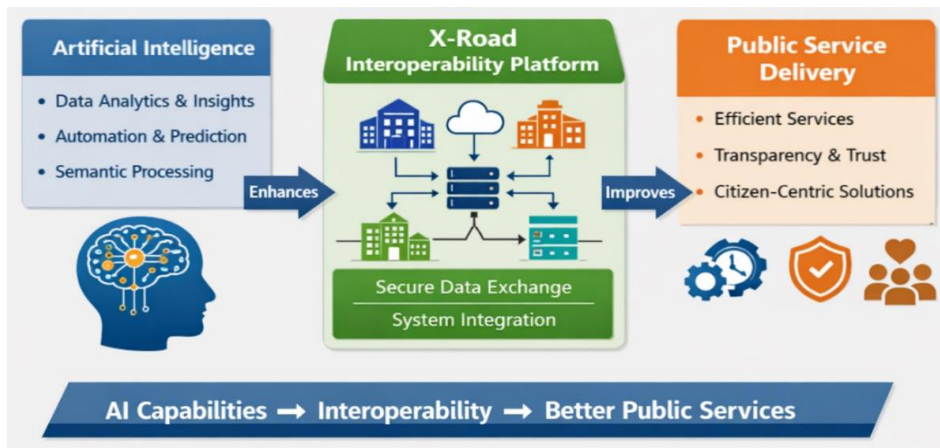 Artificial Intelligence
• Data Analytics & Insights
• Automation & Prediction
• Semantic Processing
Enhances
X-Road
Interoperability Platform
Secure Data Exchange
System Integration
Improves
Public Service
Delivery
• Efficient Services
• Transparency & Trust
• Citizen-Centric Solutions
AI Capabilities → Interoperability → Better Public Services